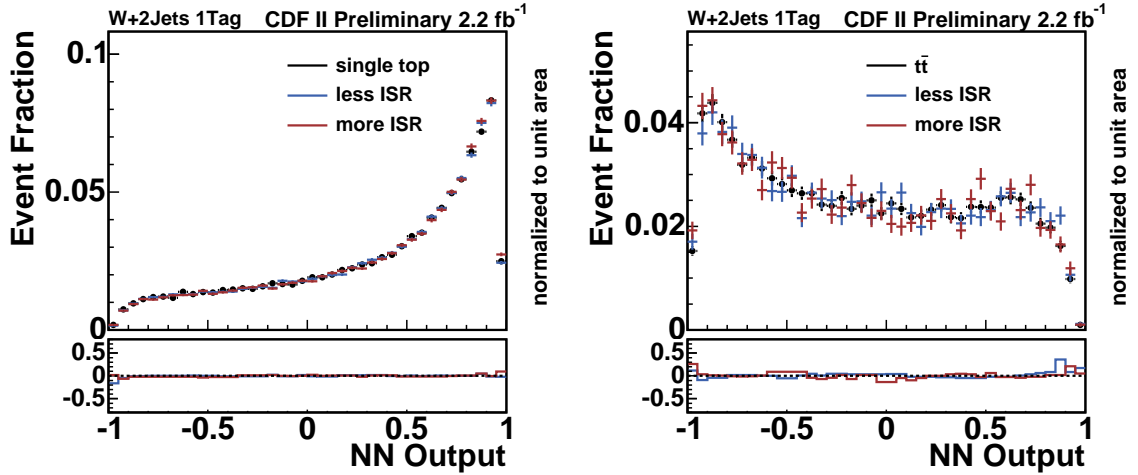 W+2Jets 1Tag CDF II Preliminary 2.2 fb-1
Event Fraction
normalized to unit area
single top
less ISR
more ISR
0.1
0.05
0
0.5
0
-0.5
-1 -0.5 0 0.5 1
NN Output
W+2Jets 1Tag CDF II Preliminary 2.2 fb-1
Event Fraction
normalized to unit area
tt̄
less ISR
more ISR
0.04
0.02
0
0.5
0
-0.5
-1 -0.5 0 0.5 1
NN Output